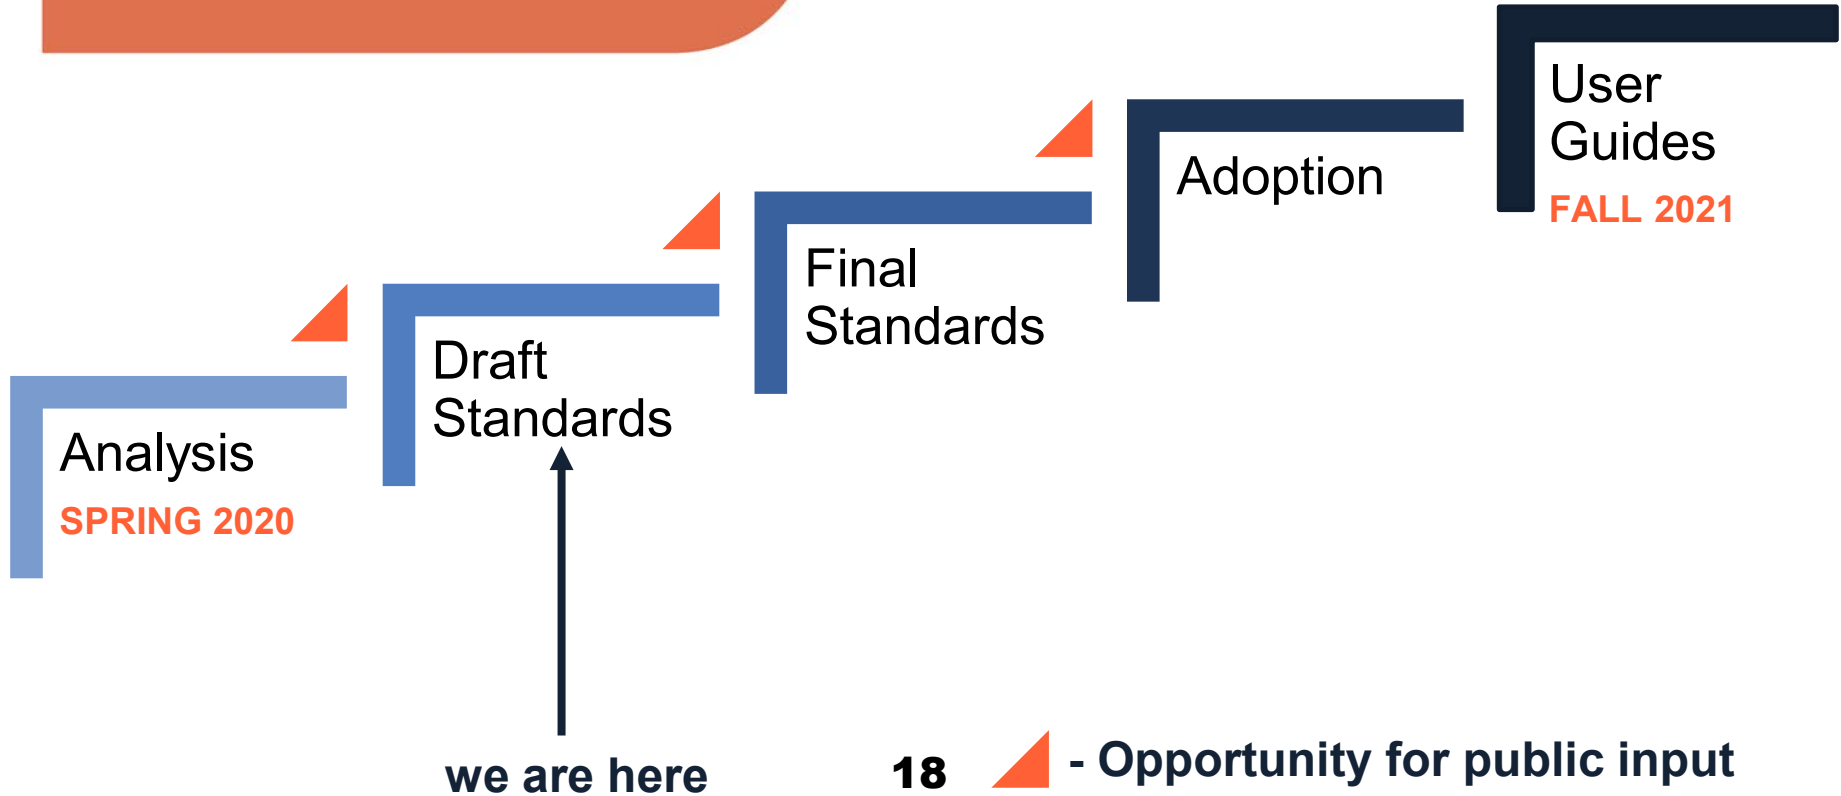 Analysis
SPRING 2020
Draft
Standards
Final
Standards
Adoption
User
Guides
FALL 2021
we are here
18
- Opportunity for public input